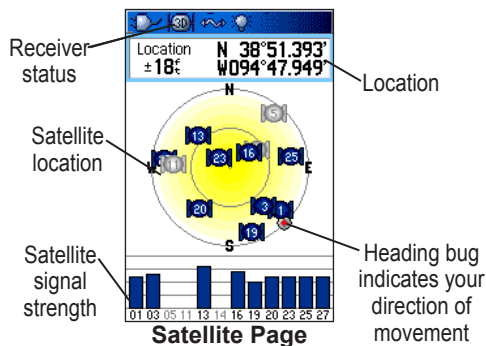 Receiver
status
3D
Location
±18ft
N 38°51.393'
W094°47.949'
Location
Satellite
location
N
W
E
S
5
13
16
23
25
11
20
3
1
19
Satellite
signal
strength
Heading bug
indicates your
direction of
movement
01 03 05 11 13 14 16 19 20 23 25 27
Satellite Page